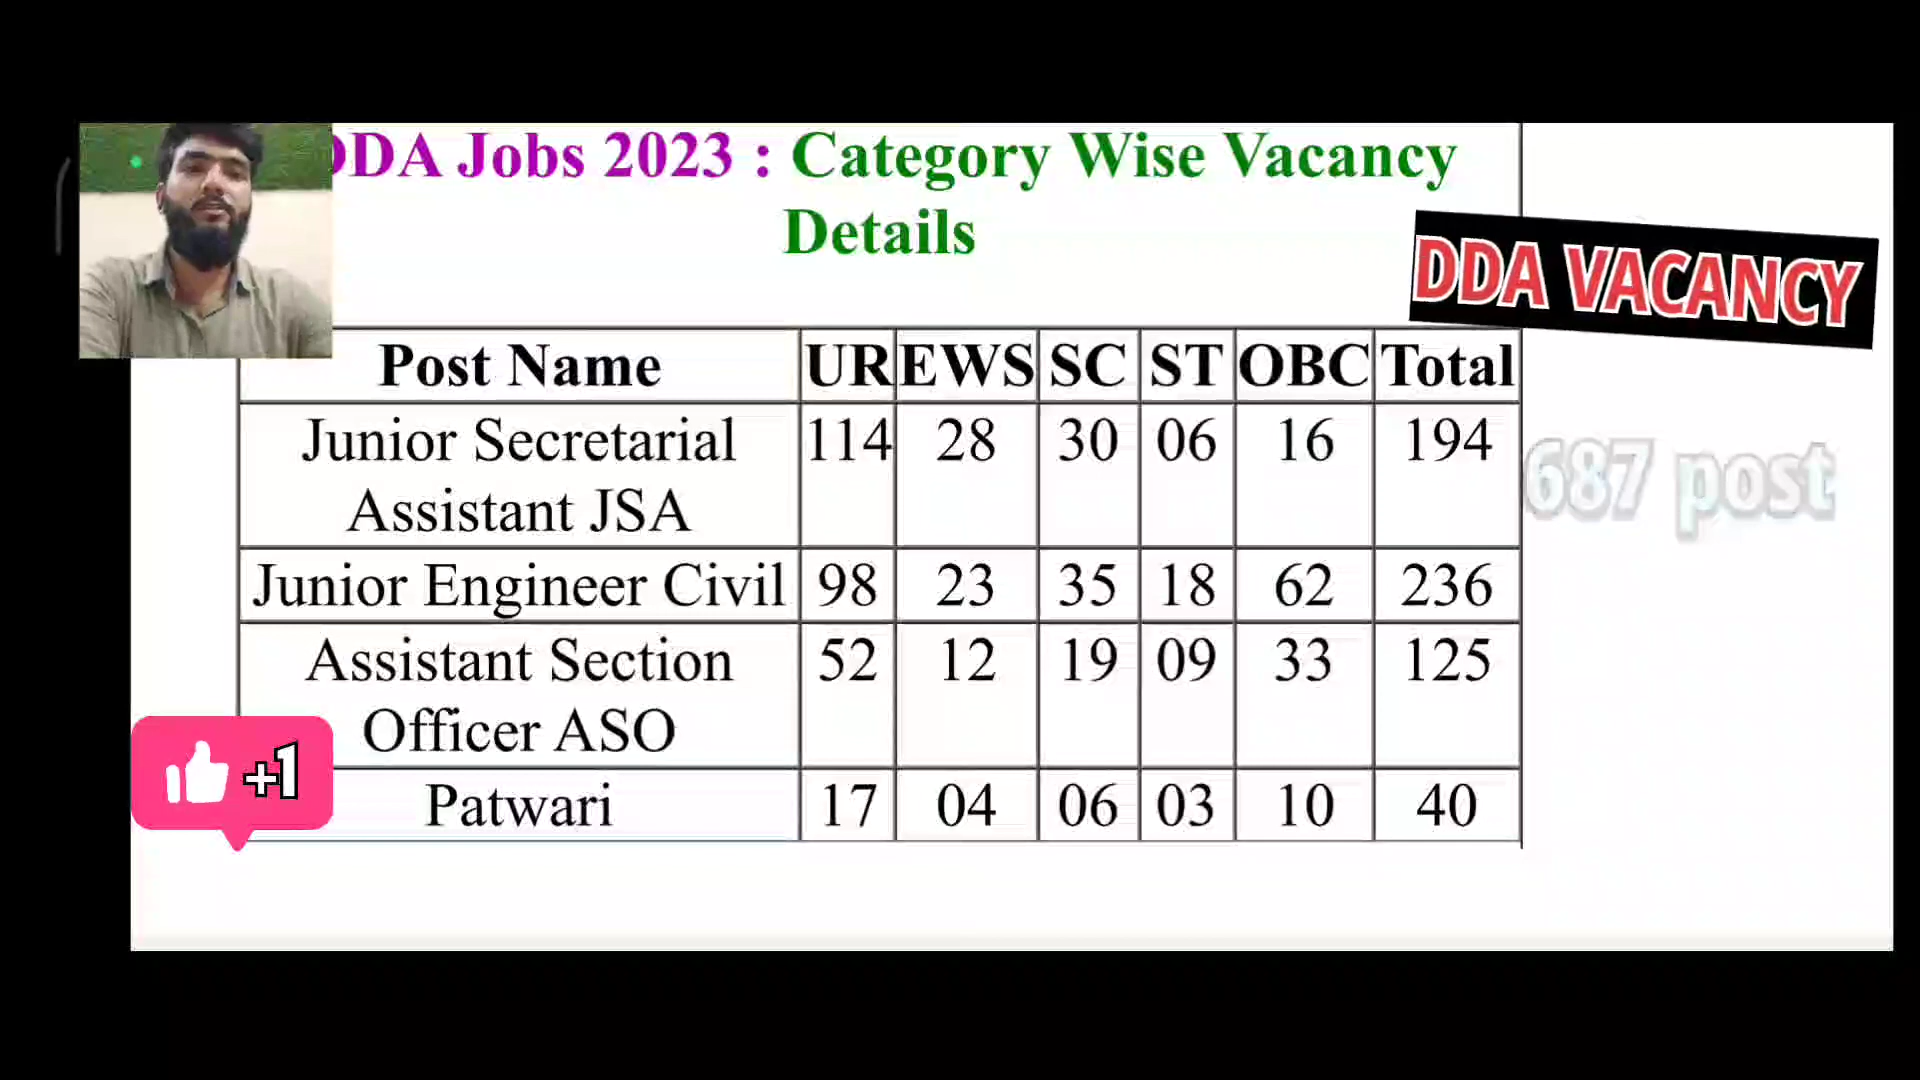 DDA Jobs 2023 : Category Wise Vacancy
Details
DDA VACANCY
Post Name UR EWS SC ST OBC Total
Junior Secretarial 114 28 30 06 16 194
Assistant JSA
687 post
Junior Engineer Civil 98 23 35 18 62 236
Assistant Section 52 12 19 09 33 125
Officer ASO
+1
Patwari 17 04 06 03 10 40